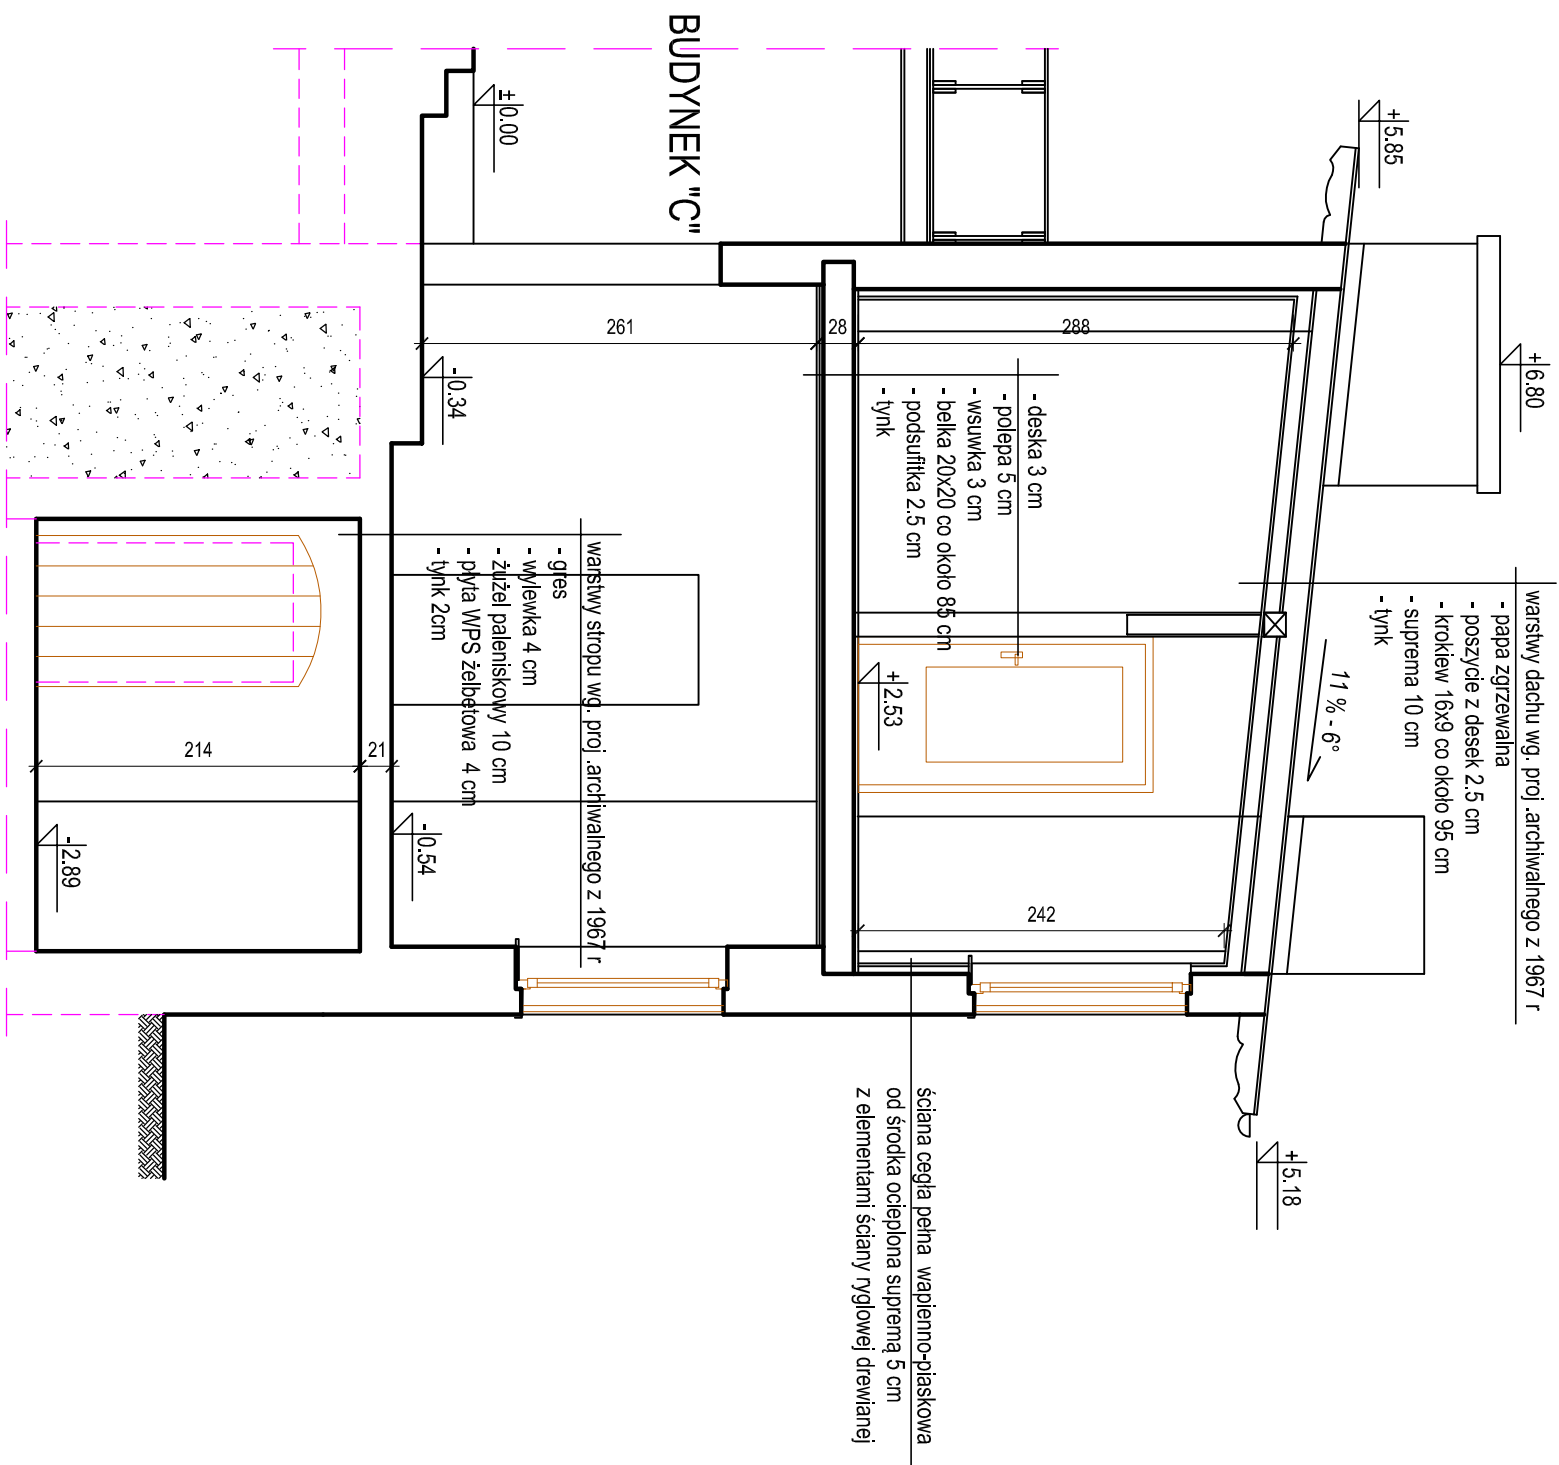 BUDYNEK "C"
+6.80
+5.85
warstwy dachu wg. proj .archiwalnego z 1967 r
- papa zgrzewalna
- poszycie z desek 2.5 cm
- krokiew 16x9 co około 95 cm
- suprema 10 cm
- tynk
11 % - 6°
+5.18
288
- deska 3 cm
- polepa 5 cm
- wsuwka 3 cm
- belka 20x20 co około 85 cm
- podsufitka 2.5 cm
- tynk
242
+2.53
28
ściana cegła pełna wapienno-piaskowa
od środka ocieplona supremą 5 cm
z elementami ściany ryglowej drewianej
261
warstwy stropu wg. proj .archiwalnego z 1967 r
- gres
- wylewka 4 cm
- żużel paleniskowy 10 cm
- płyta WPS żelbetowa 4 cm
- tynk 2cm
±0.00
-0.34
-0.54
21
214
-2.89